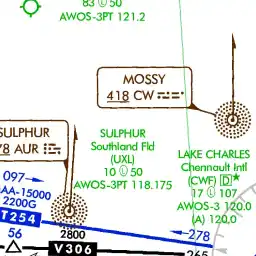 83 Ⓛ 50
AWOS-3PT 121.2
MOSSY
418 CW
SULPHUR
78 AUR
SULPHUR
Southland Fld
(UXL)
10 Ⓛ 50
AWOS-3PT 118.175
LAKE CHARLES
Chennault Intl
(CWF) [D]*
17 Ⓛ 107
AWOS-3 120.0
(A) 120.0
097
AA-15000
2200G
T254
56
2800
V306
278
265